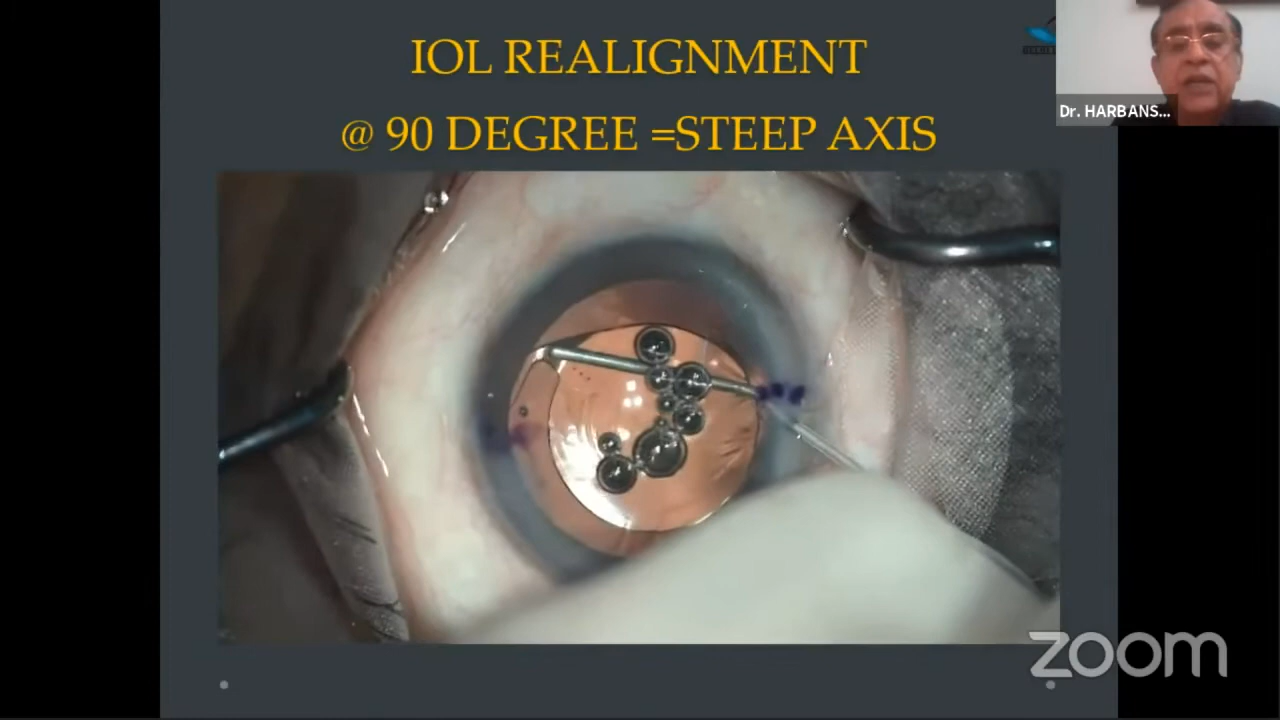 IOL REALIGNMENT
@ 90 DEGREE =STEEP AXIS
Dr. HARBANS...
zoom